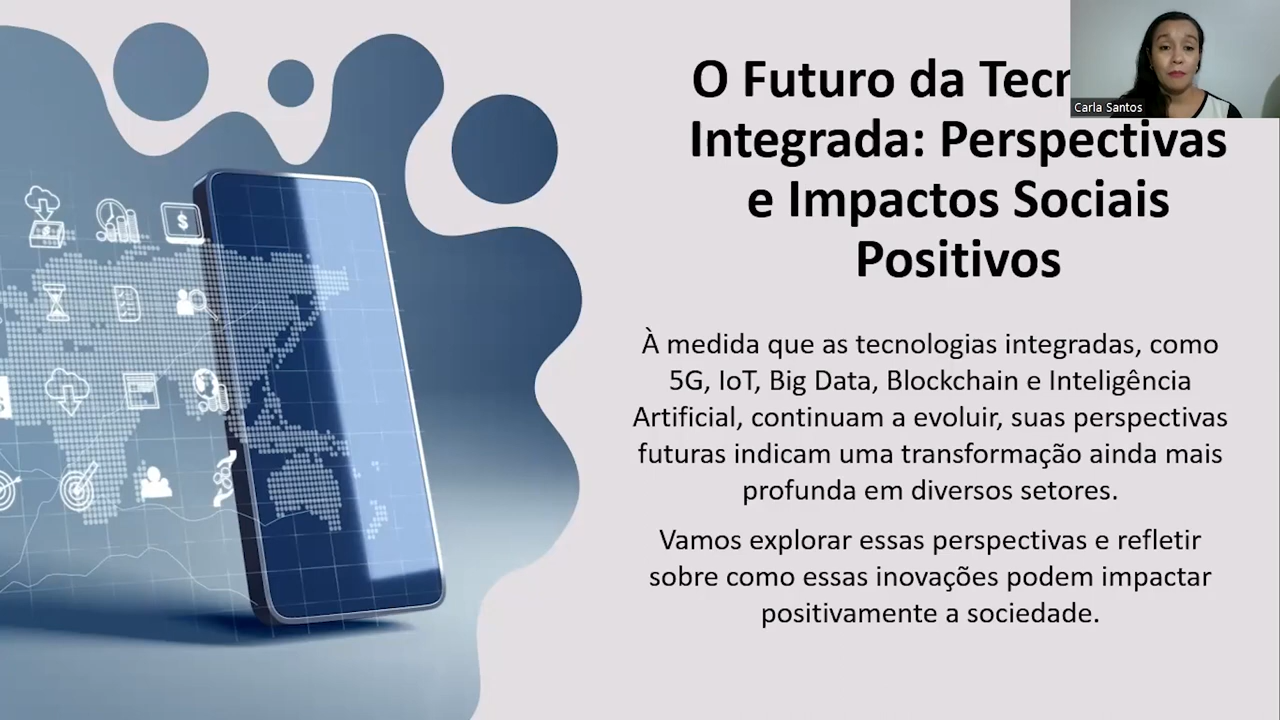 O Futuro da
Integrada: Perspectivas
e Impactos Sociais
Positivos
Carla Santos
À medida que as tecnologias integradas, como
5G, IoT, Big Data, Blockchain e Inteligência
Artificial, continuam a evoluir, suas perspectivas
futuras indicam uma transformação ainda mais
profunda em diversos setores.
Vamos explorar essas perspectivas e refletir
sobre como essas inovações podem impactar
positivamente a sociedade.